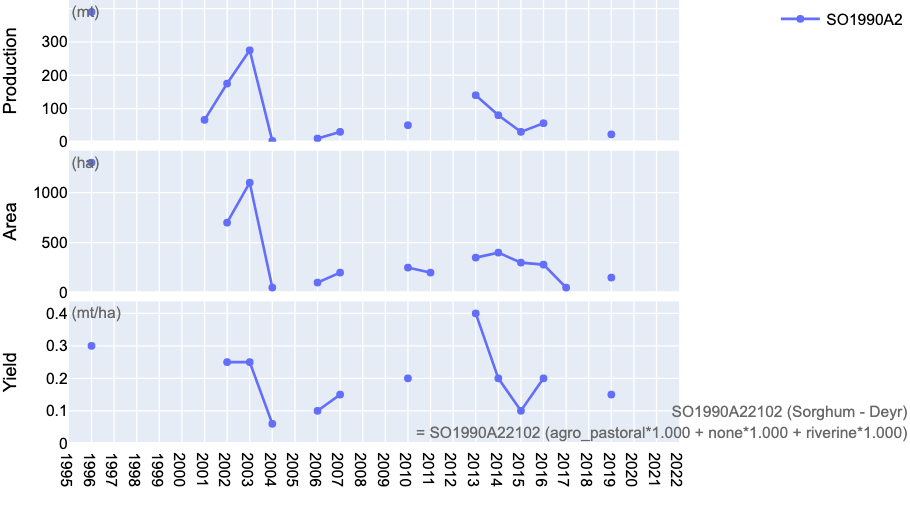 (mt)
SO1990A2
Production
300
200
100
0
(ha)
Area
1000
500
0
(mt/ha)
Yield
0.4
0.3
0.2
0.1
0
SO1990A22102 (Sorghum - Deyr)
= SO1990A22102 (agro_pastoral*1.000 + none*1.000 + riverine*1.000)
1995 1996 1997 1998 1999 2000 2001 2002 2003 2004 2005 2006 2007 2008 2009 2010 2011 2012 2013 2014 2015 2016 2017 2018 2019 2020 2021 2022